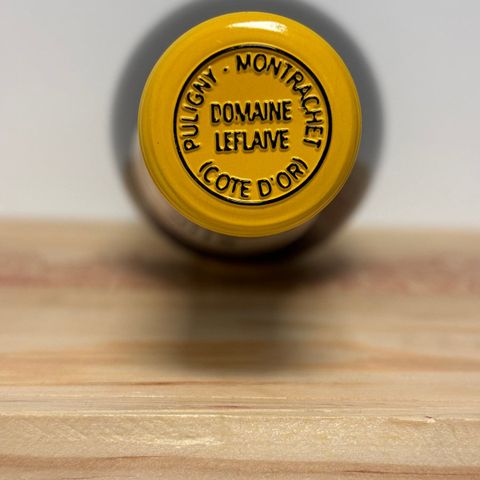 PULIGNY - MONTRACHET
DOMAINE
LEFLAIVE
(COTE D'OR)